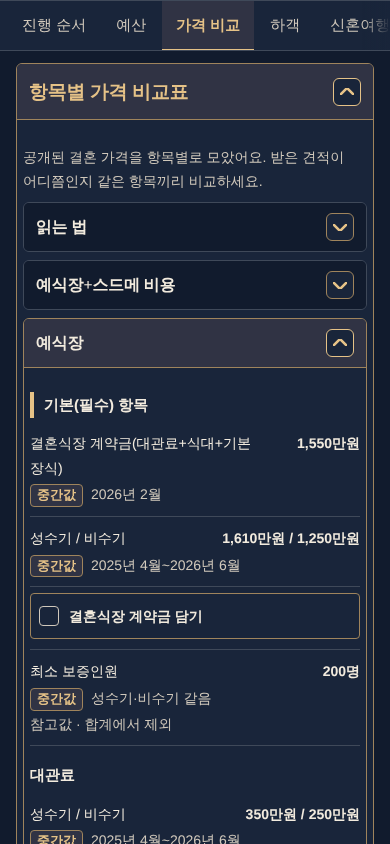 진행 순서 예산 가격 비교 하객 신혼여행
항목별 가격 비교표
공개된 결혼 가격을 항목별로 모았어요. 받은 견적이
어디쯤인지 같은 항목끼리 비교하세요.
읽는 법
예식장+스드메 비용
예식장
기본(필수) 항목
결혼식장 계약금(대관료+식대+기본 1,550만원
장식)
중간값 2026년 2월
성수기 / 비수기 1,610만원 / 1,250만원
중간값 2025년 4월~2026년 6월
결혼식장 계약금 담기
최소 보증인원 200명
중간값 성수기·비수기 같음
참고값 · 합계에서 제외
대관료
성수기 / 비수기 350만원 / 250만원
중간값 2025년 4월~2026년 6월